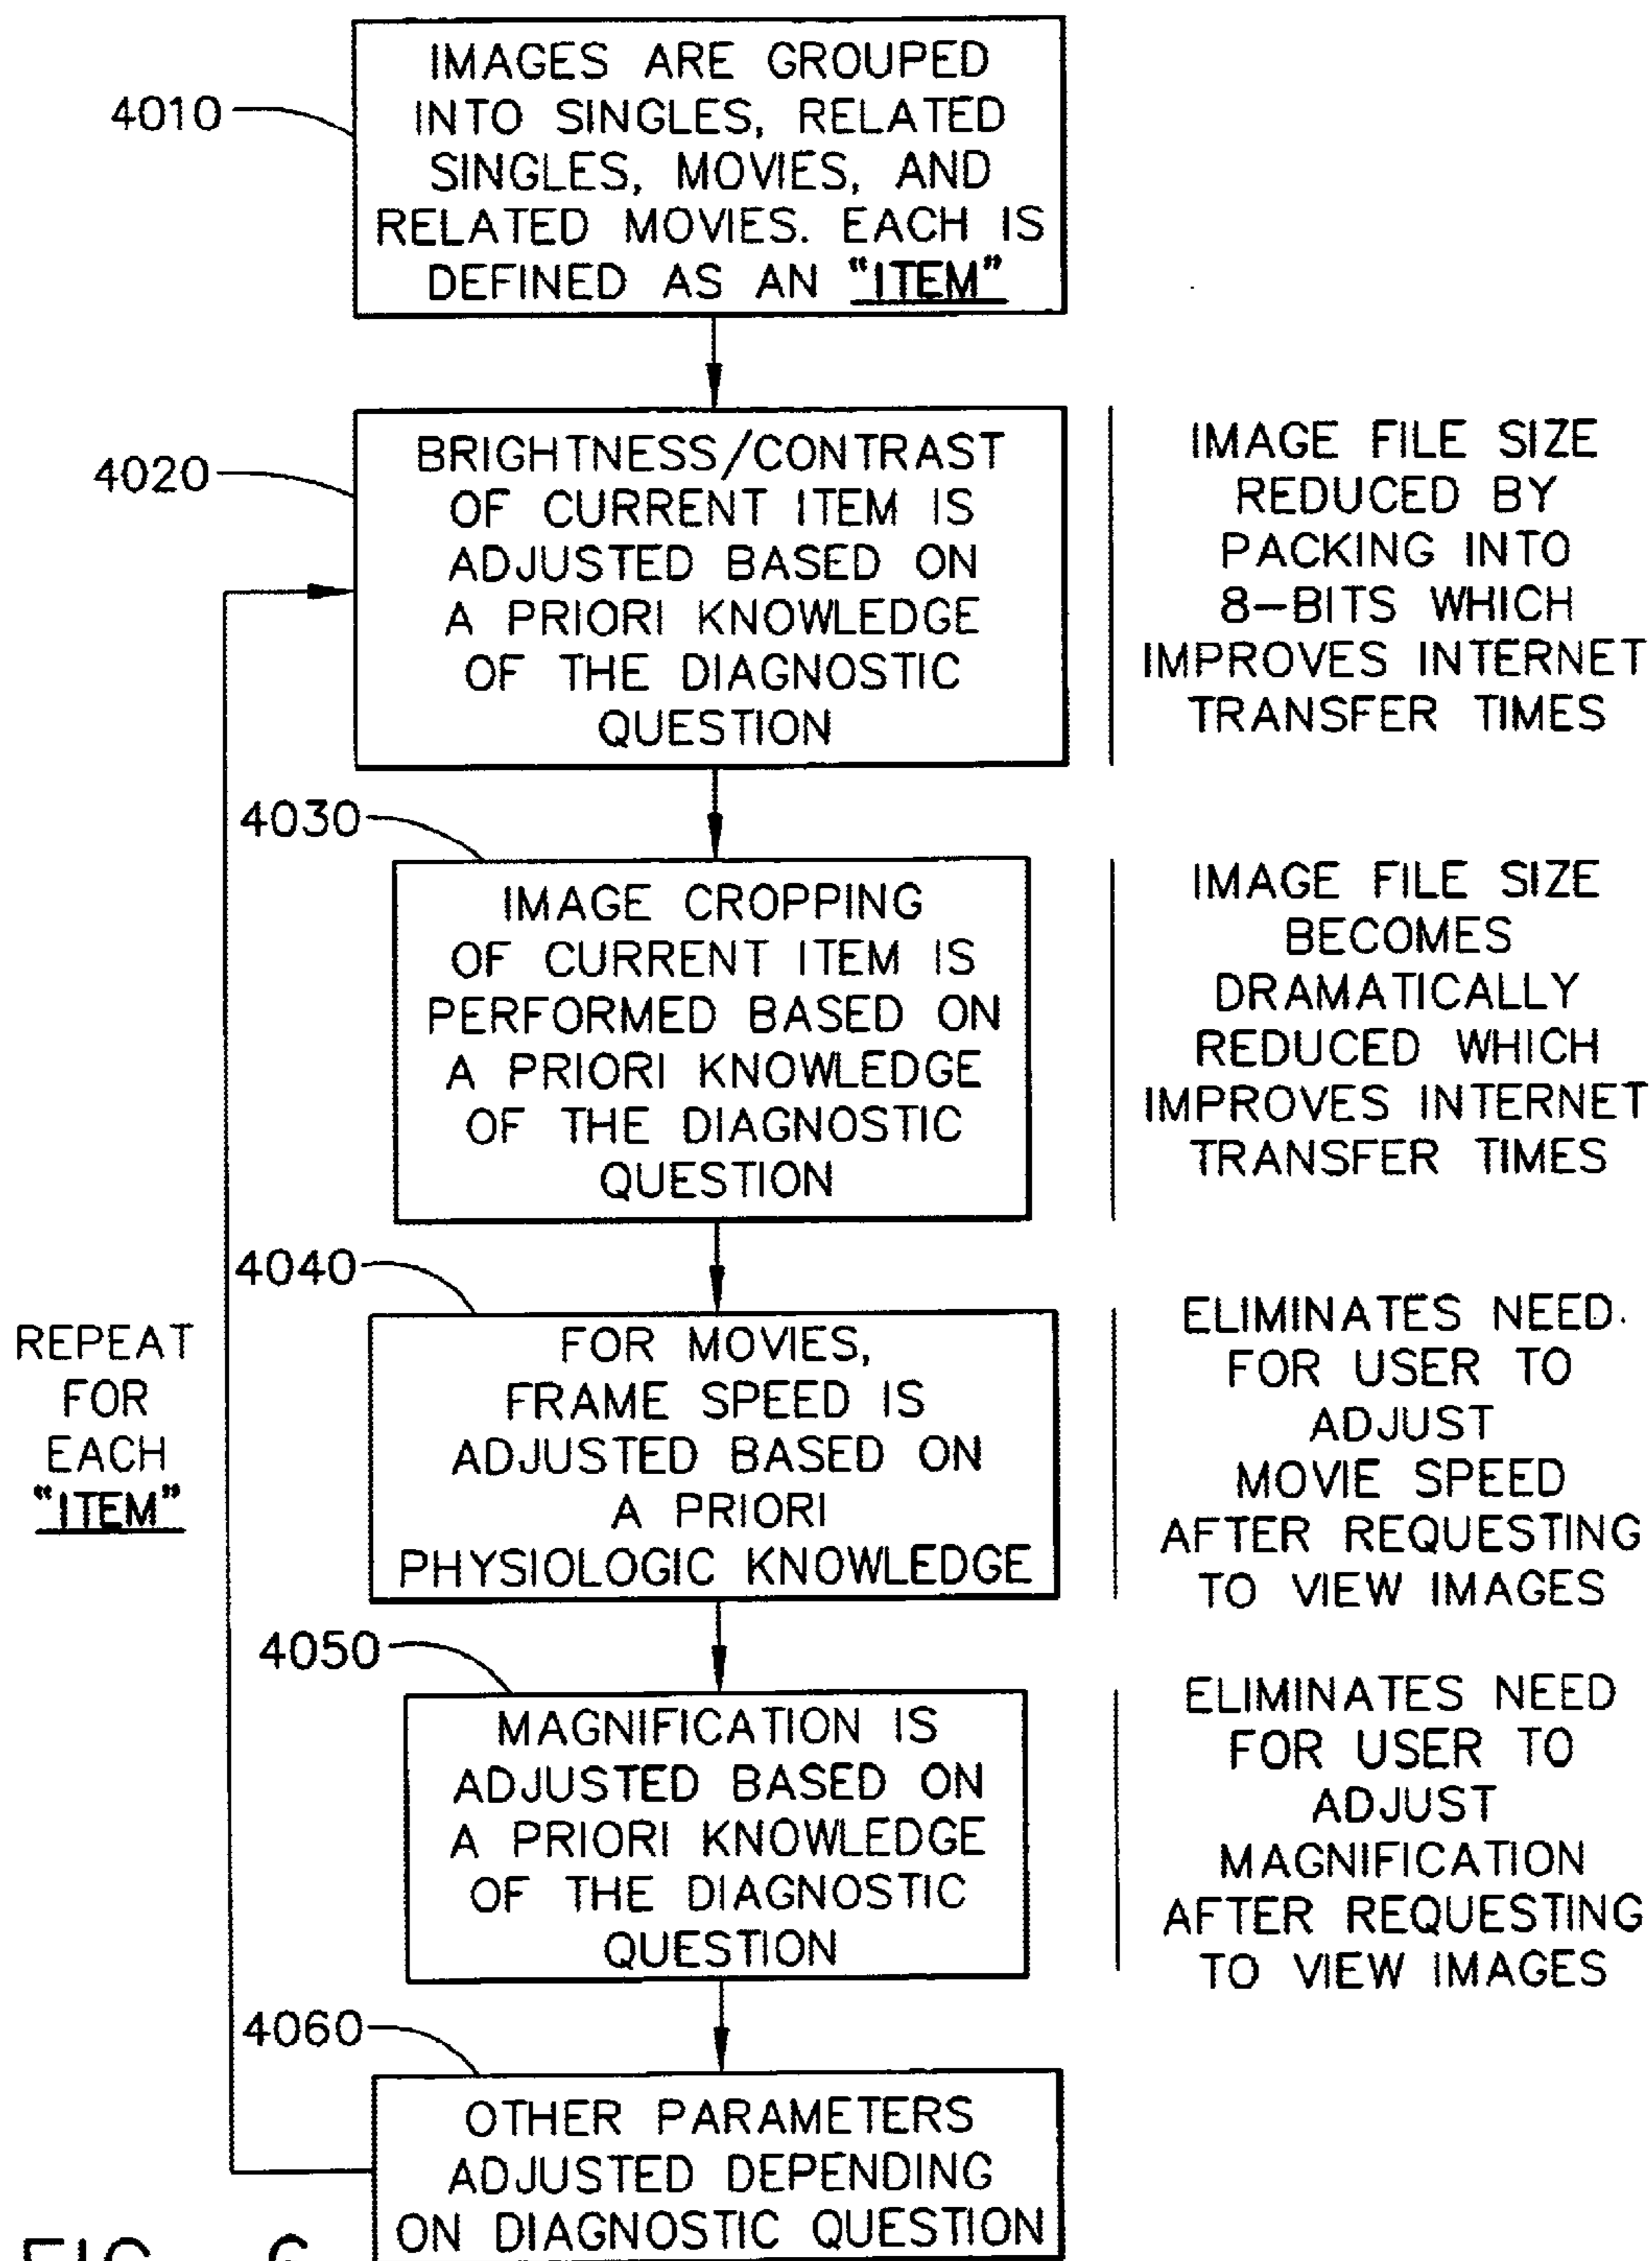 4010
IMAGES ARE GROUPED
INTO SINGLES, RELATED
SINGLES, MOVIES, AND
RELATED MOVIES. EACH IS
DEFINED AS AN "ITEM"
4020
BRIGHTNESS/CONTRAST
OF CURRENT ITEM IS
ADJUSTED BASED ON
A PRIORI KNOWLEDGE
OF THE DIAGNOSTIC
QUESTION
IMAGE FILE SIZE
REDUCED BY
PACKING INTO
8-BITS WHICH
IMPROVES INTERNET
TRANSFER TIMES
4030
IMAGE CROPPING
OF CURRENT ITEM IS
PERFORMED BASED ON
A PRIORI KNOWLEDGE
OF THE DIAGNOSTIC
QUESTION
IMAGE FILE SIZE
BECOMES
DRAMATICALLY
REDUCED WHICH
IMPROVES INTERNET
TRANSFER TIMES
4040
FOR MOVIES,
FRAME SPEED IS
ADJUSTED BASED ON
A PRIORI
PHYSIOLOGIC KNOWLEDGE
ELIMINATES NEED
FOR USER TO
ADJUST
MOVIE SPEED
AFTER REQUESTING
TO VIEW IMAGES
REPEAT
FOR
EACH
"ITEM"
4050
MAGNIFICATION IS
ADJUSTED BASED ON
A PRIORI KNOWLEDGE
OF THE DIAGNOSTIC
QUESTION
ELIMINATES NEED
FOR USER TO
ADJUST
MAGNIFICATION
AFTER REQUESTING
TO VIEW IMAGES
4060
OTHER PARAMETERS
ADJUSTED DEPENDING
ON DIAGNOSTIC QUESTION
FIG. 6